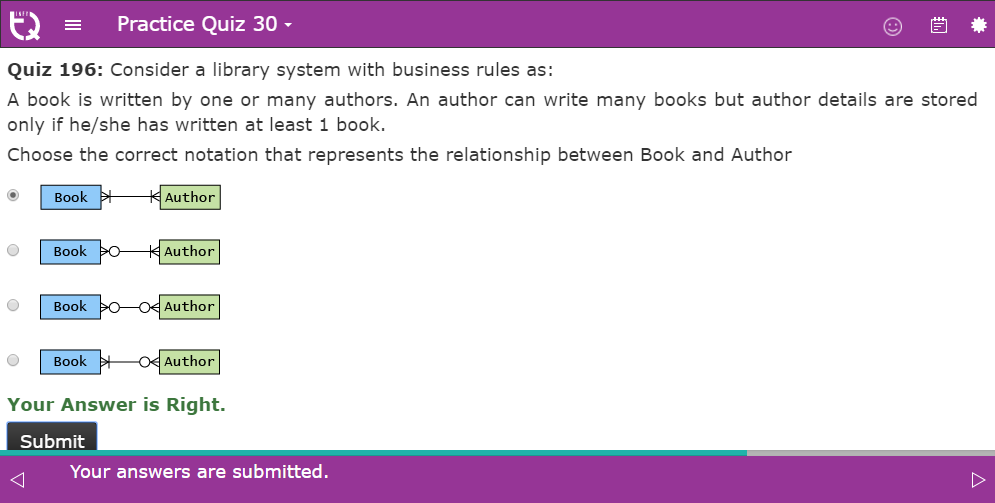 Practice Quiz 30
Quiz 196: Consider a library system with business rules as:
A book is written by one or many authors. An author can write many books but author details are stored
only if he/she has written at least 1 book.
Choose the correct notation that represents the relationship between Book and Author
Book Author
Book Author
Book Author
Book Author
Your Answer is Right.
Submit
Your answers are submitted.